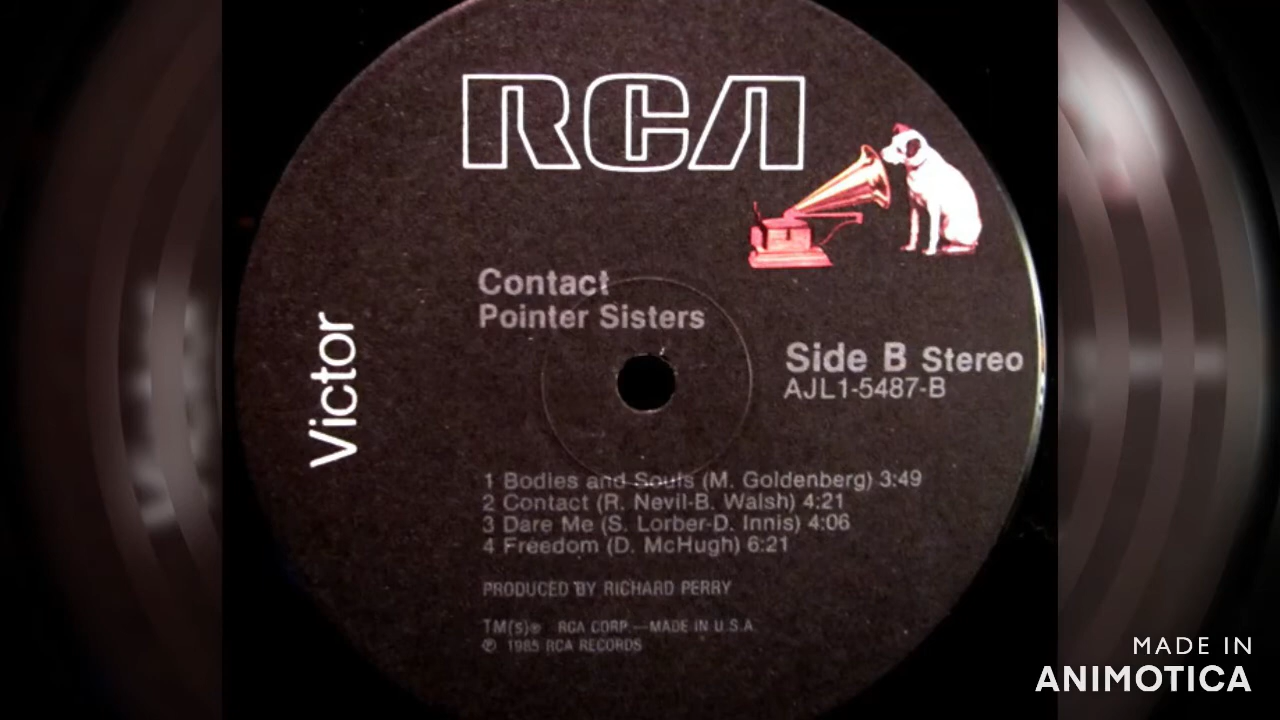 RCA
Victor
Contact
Pointer Sisters
Side B Stereo
AJL1-5487-B
1 Bodies and Souls (M. Goldenberg) 3:49
2 Contact (R. Nevil-B. Walsh) 4:21
3 Dare Me (S. Lorber-D. Innis) 4:06
4 Freedom (D. McHugh) 6:21
PRODUCED BY RICHARD PERRY
TM(s)® RCA CORP.—MADE IN U.S.A.
℗ 1985 RCA RECORDS
MADE IN
ANIMOTICA